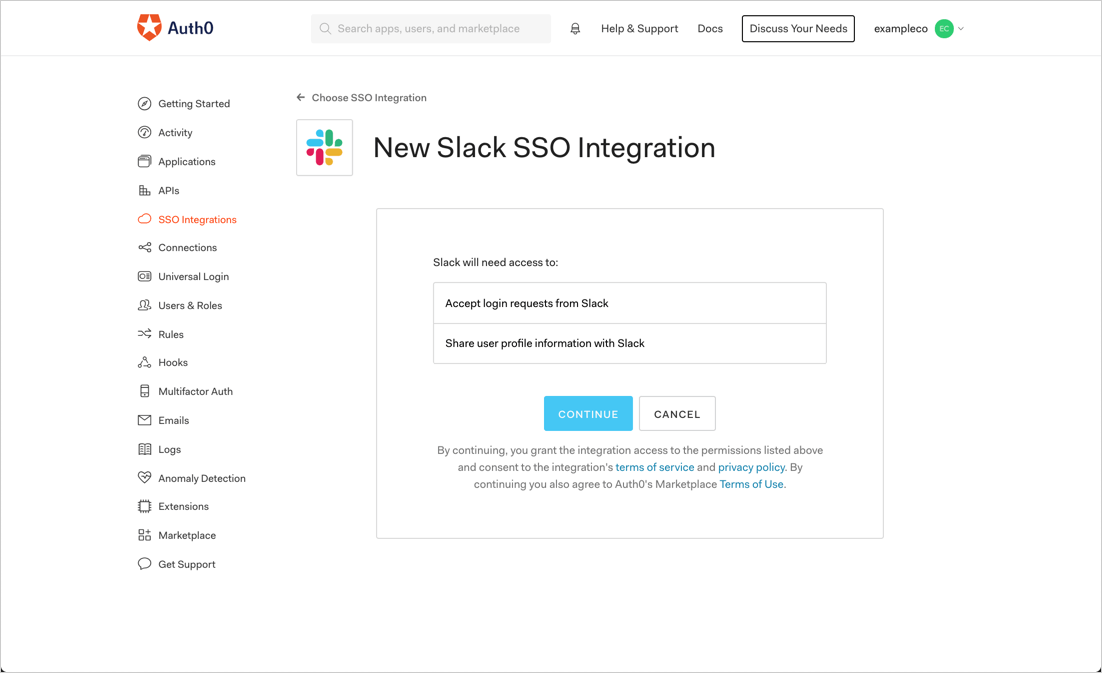 Auth0
Search apps, users, and marketplace
Help & Support
Docs
Discuss Your Needs
exampleco
EC
Getting Started
Activity
Applications
APIs
SSO Integrations
Connections
Universal Login
Users & Roles
Rules
Hooks
Multifactor Auth
Emails
Logs
Anomaly Detection
Extensions
Marketplace
Get Support
Choose SSO Integration
New Slack SSO Integration
Slack will need access to:
Accept login requests from Slack
Share user profile information with Slack
CONTINUE
CANCEL
By continuing, you grant the integration access to the permissions listed above
and consent to the integration's terms of service and privacy policy. By
continuing you also agree to Auth0's Marketplace Terms of Use.